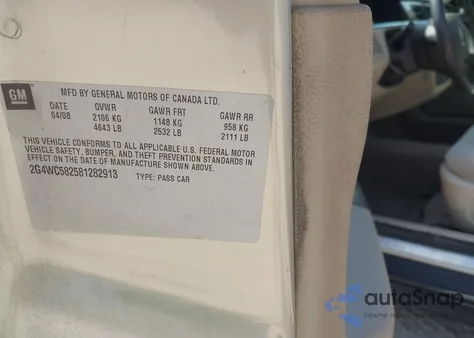 GM
MFD BY GENERAL MOTORS OF CANADA LTD.
DATE GVWR GAWR FRT GAWR RR
04/08 2106 KG 1148 KG 958 KG
4643 LB 2532 LB 2111 LB
THIS VEHICLE CONFORMS TO ALL APPLICABLE U.S. FEDERAL MOTOR
VEHICLE SAFETY, BUMPER, AND THEFT PREVENTION STANDARDS IN
EFFECT ON THE DATE OF MANUFACTURE SHOWN ABOVE.
2G4WC582581282913 TYPE: PASS CAR
autoSnap